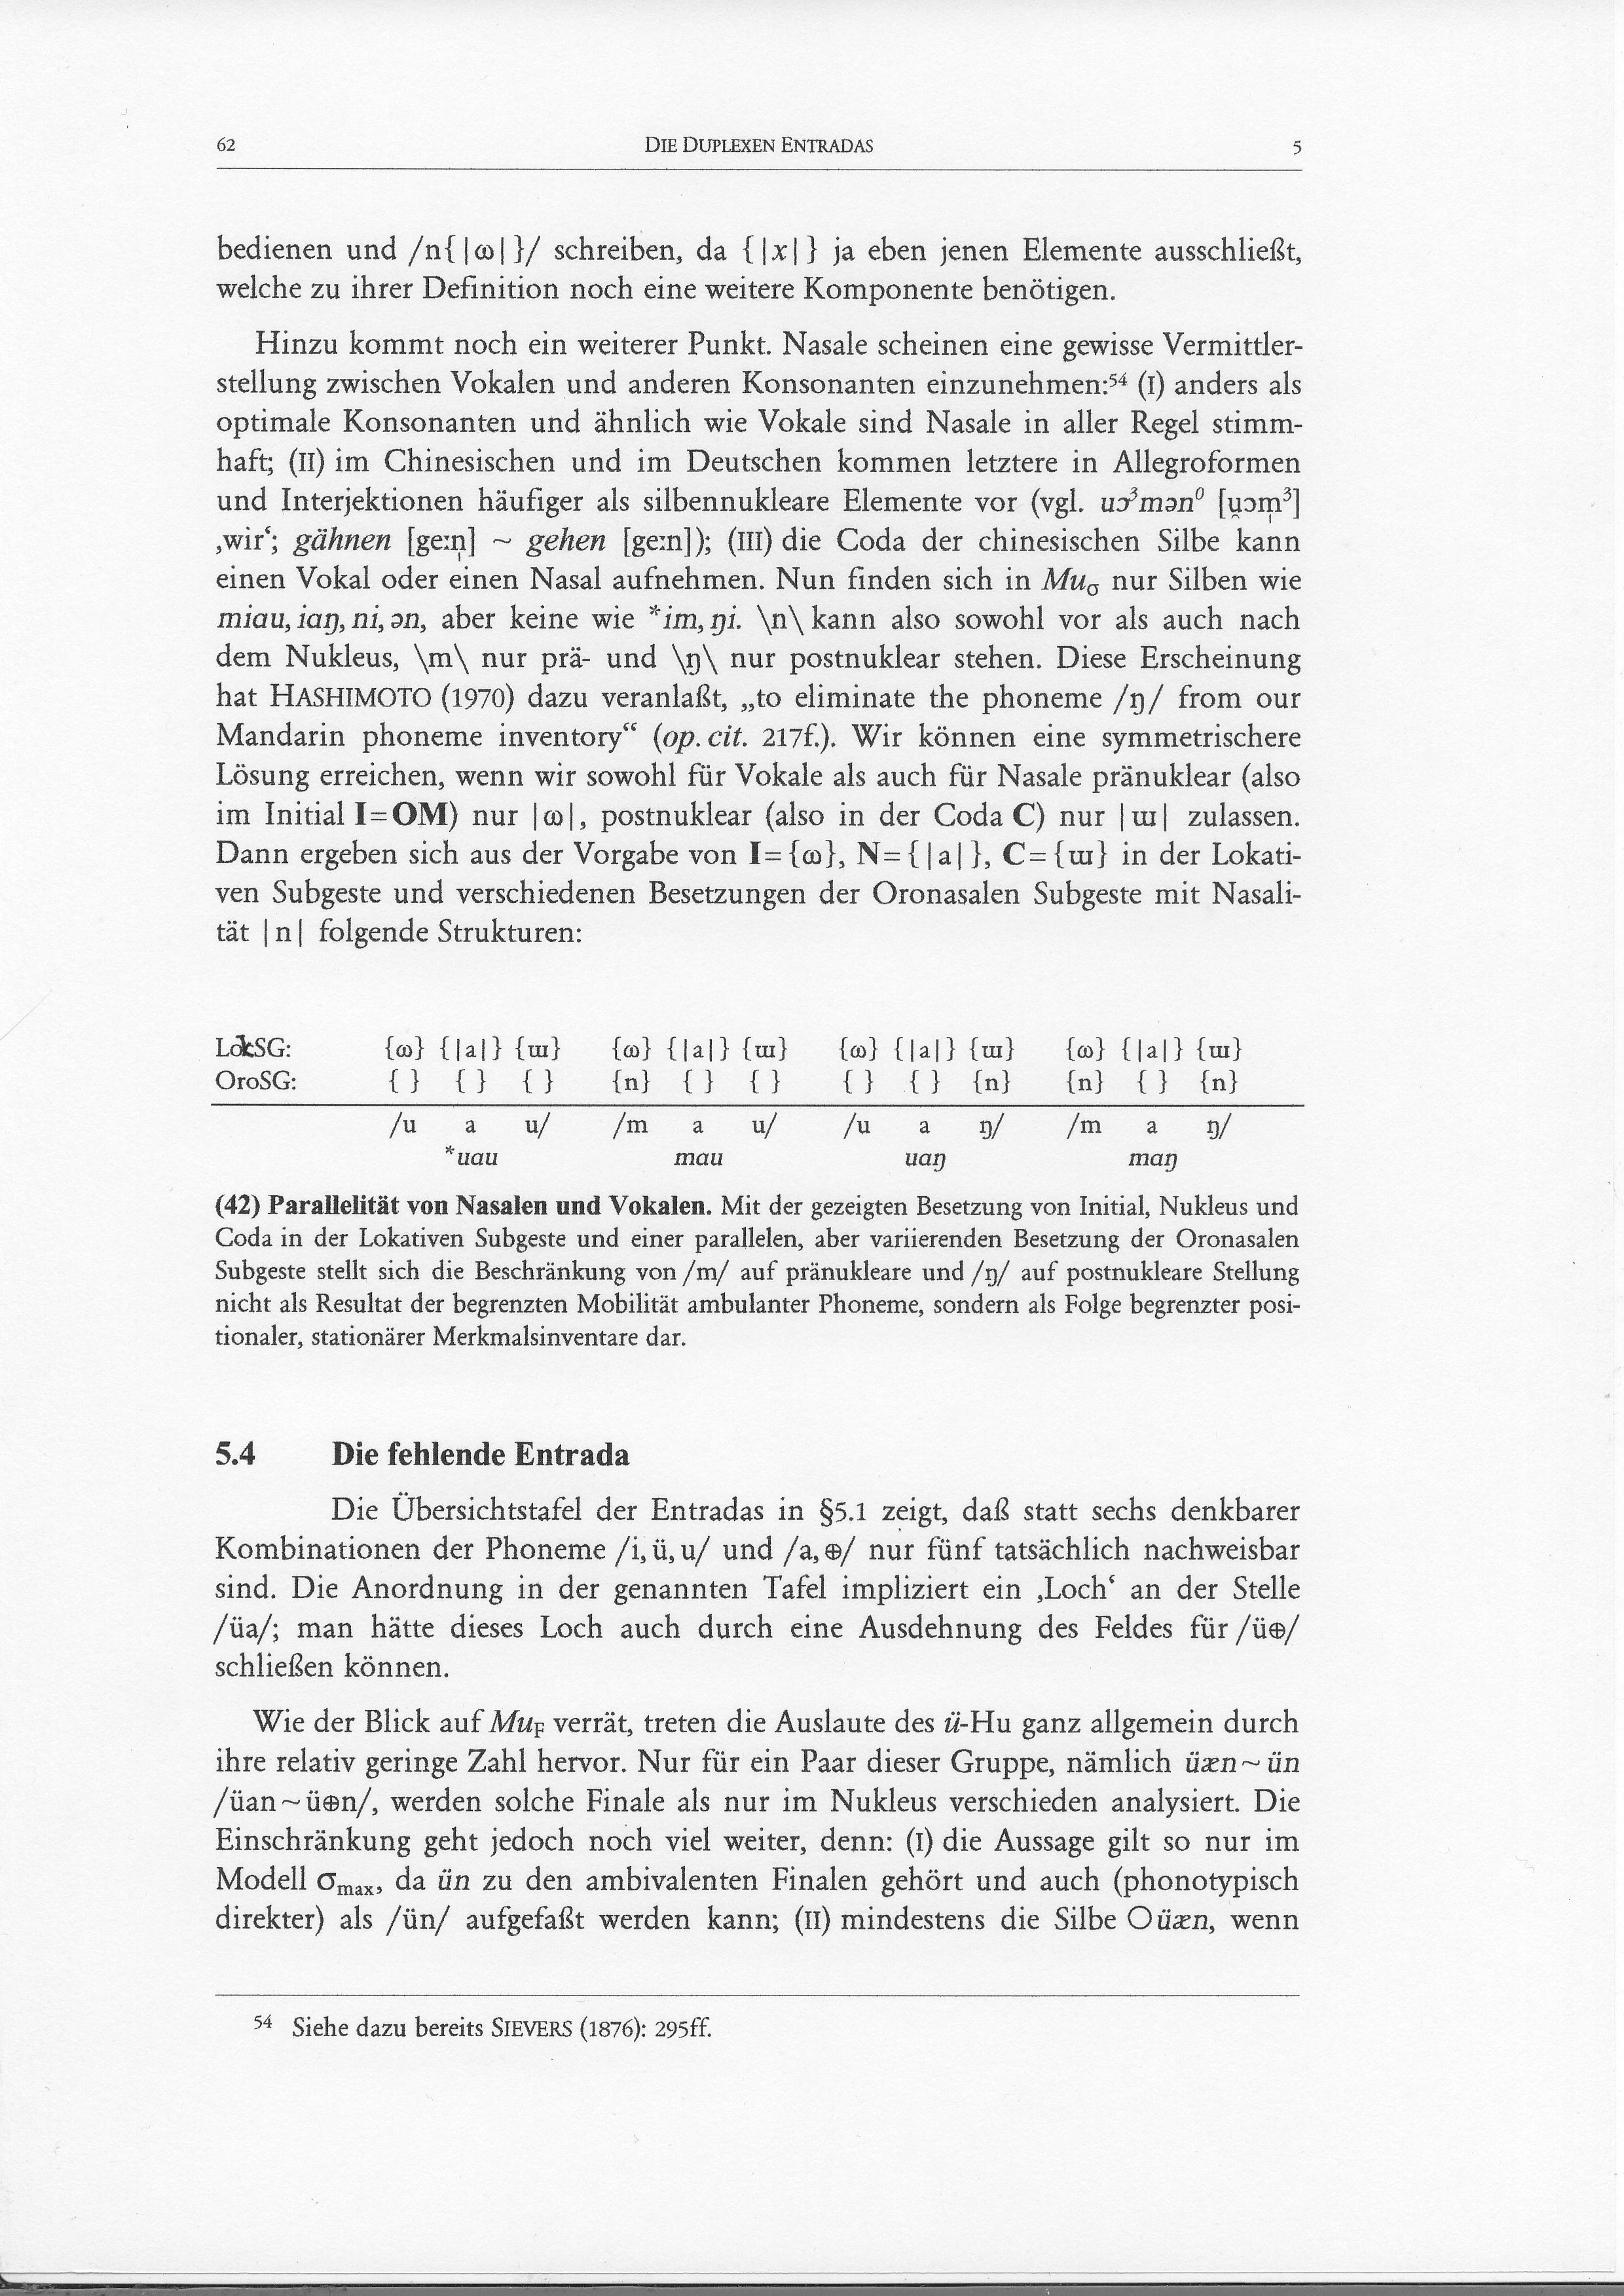 62 DIE DUPLEXEN ENTRADAS 5
bedienen und /n{|ꞷ|}/ schreiben, da {|x|} ja eben jenen Elemente ausschließt,
welche zu ihrer Definition noch eine weitere Komponente benötigen.
Hinzu kommt noch ein weiterer Punkt. Nasale scheinen eine gewisse Vermittler-
stellung zwischen Vokalen und anderen Konsonanten einzunehmen:⁵⁴ (I) anders als
optimale Konsonanten und ähnlich wie Vokale sind Nasale in aller Regel stimm-
haft; (II) im Chinesischen und im Deutschen kommen letztere in Allegroformen
und Interjektionen häufiger als silbennukleare Elemente vor (vgl. uɔ³mən⁰ [u̯ɔm̩³]
‚wir‘; gähnen [geːn̩] ~ gehen [geːn]); (III) die Coda der chinesischen Silbe kann
einen Vokal oder einen Nasal aufnehmen. Nun finden sich in Muσ nur Silben wie
miau, iaŋ, ni, ən, aber keine wie *im, ŋi. \n\ kann also sowohl vor als auch nach
dem Nukleus, \m\ nur prä- und \ŋ\ nur postnuklear stehen. Diese Erscheinung
hat HASHIMOTO (1970) dazu veranlaßt, „to eliminate the phoneme /ŋ/ from our
Mandarin phoneme inventory“ (op. cit. 217f.). Wir können eine symmetrischere
Lösung erreichen, wenn wir sowohl für Vokale als auch für Nasale pränuklear (also
im Initial I=OM) nur |ꞷ|, postnuklear (also in der Coda C) nur |ɯ| zulassen.
Dann ergeben sich aus der Vorgabe von I={ꞷ}, N={|a|}, C={ɯ} in der Lokati-
ven Subgeste und verschiedenen Besetzungen der Oronasalen Subgeste mit Nasali-
tät |n| folgende Strukturen:
LokSG: {ꞷ} {|a|} {ɯ} {ꞷ} {|a|} {ɯ} {ꞷ} {|a|} {ɯ} {ꞷ} {|a|} {ɯ}
OroSG: { } { } { } {n} { } { } { } { } {n} {n} { } {n}
/u a u/ /m a u/ /u a ŋ/ /m a ŋ/
*uau mau uaŋ maŋ
(42) Parallelität von Nasalen und Vokalen. Mit der gezeigten Besetzung von Initial, Nukleus und
Coda in der Lokativen Subgeste und einer parallelen, aber variierenden Besetzung der Oronasalen
Subgeste stellt sich die Beschränkung von /m/ auf pränukleare und /ŋ/ auf postnukleare Stellung
nicht als Resultat der begrenzten Mobilität ambulanter Phoneme, sondern als Folge begrenzter posi-
tionaler, stationärer Merkmalsinventare dar.
5.4 Die fehlende Entrada
Die Übersichtstafel der Entradas in §5.1 zeigt, daß statt sechs denkbarer
Kombinationen der Phoneme /i, ü, u/ und /a, ⊕/ nur fünf tatsächlich nachweisbar
sind. Die Anordnung in der genannten Tafel impliziert ein ‚Loch‘ an der Stelle
/üa/; man hätte dieses Loch auch durch eine Ausdehnung des Feldes für /ü⊕/
schließen können.
Wie der Blick auf MuF verrät, treten die Auslaute des ü-Hu ganz allgemein durch
ihre relativ geringe Zahl hervor. Nur für ein Paar dieser Gruppe, nämlich üæn ~ ün
/üan ~ ü⊕n/, werden solche Finale als nur im Nukleus verschieden analysiert. Die
Einschränkung geht jedoch noch viel weiter, denn: (I) die Aussage gilt so nur im
Modell σmax, da ün zu den ambivalenten Finalen gehört und auch (phonotypisch
direkter) als /ün/ aufgefaßt werden kann; (II) mindestens die Silbe ○üæn, wenn
⁵⁴ Siehe dazu bereits SIEVERS (1876): 295ff.